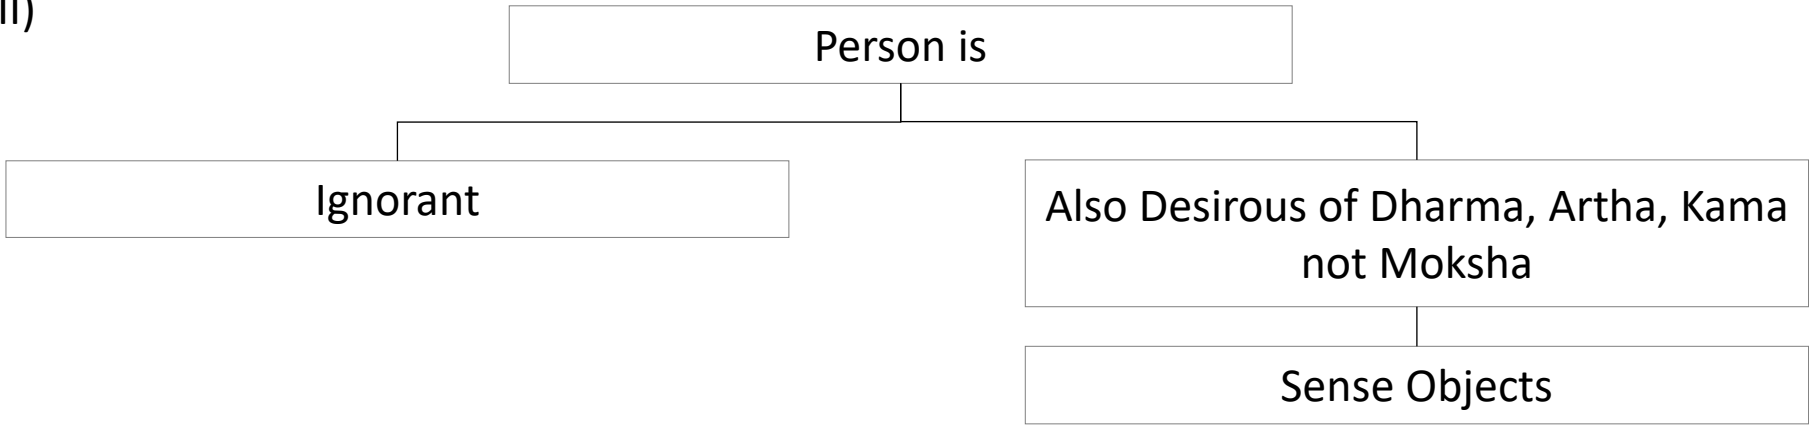 II)
Person is
Ignorant
Also Desirous of Dharma, Artha, Kama
not Moksha
Sense Objects